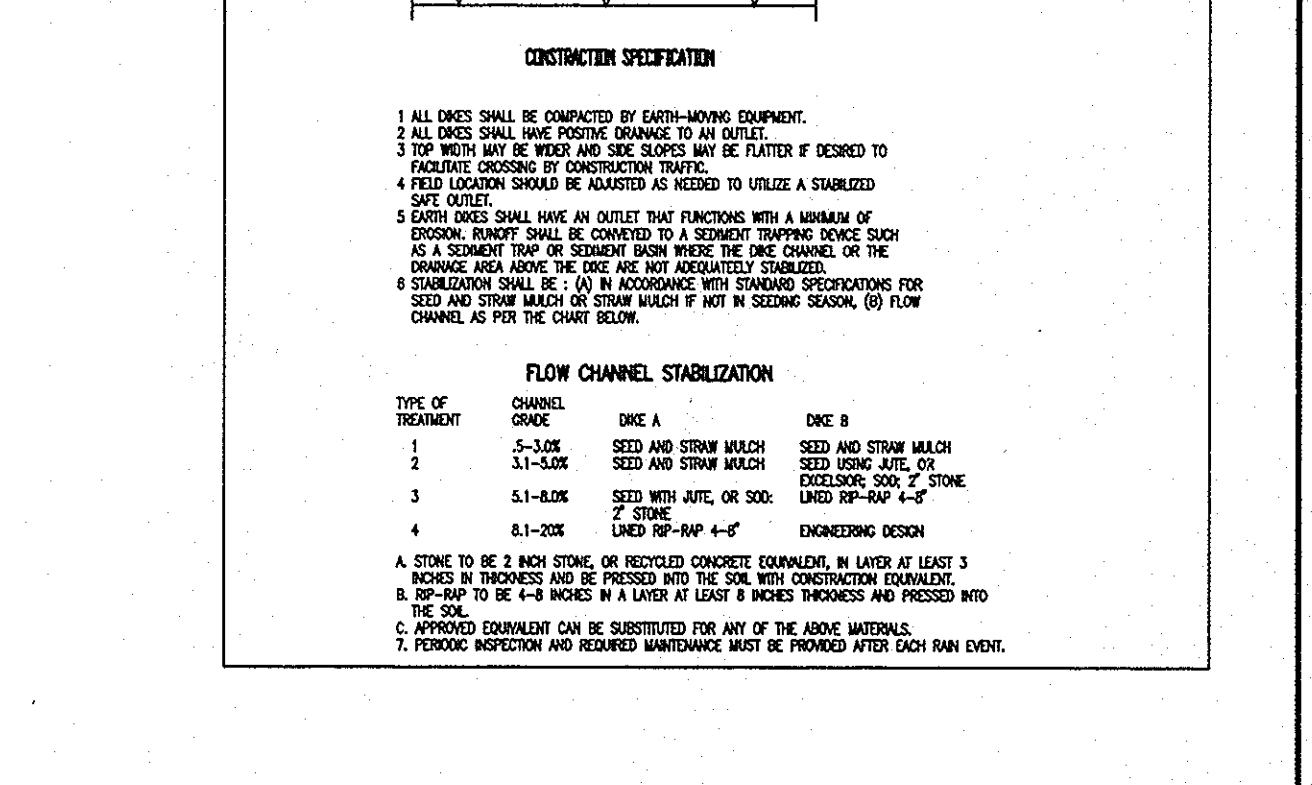 CONSTRACTION SPECIFICATION
1 ALL DIKES SHALL BE COMPACTED BY EARTH-MOVING EQUIPMENT.
2 ALL DIKES SHALL HAVE POSITIVE DRAINAGE TO AN OUTLET.
3 TOP WIDTH MAY BE WIDER AND SIDE SLOPES MAY BE FLATTER IF DESIRED TO
FACILITATE CROSSING BY CONSTRUCTION TRAFFIC.
4 FIELD LOCATION SHOULD BE ADJUSTED AS NEEDED TO UTILIZE A STABILIZED
SAFE OUTLET.
5 EARTH DIKES SHALL HAVE AN OUTLET THAT FUNCTIONS WITH A MINIMUM OF
EROSION. RUNOFF SHALL BE CONVEYED TO A SEDIMENT TRAPPING DEVICE SUCH
AS A SEDIMENT TRAP OR SEDIMENT BASIN WHERE THE DIKE CHANNEL OR THE
DRAINAGE AREA ABOVE THE DIKE ARE NOT ADEQUATEELY STABILIZED.
6 STABILIZATION SHALL BE : (A) IN ACCORDANCE WITH STANDARD SPECIFICATIONS FOR
SEED AND STRAW MULCH OR STRAW MULCH IF NOT IN SEEDING SEASON, (B) FLOW
CHANNEL AS PER THE CHART BELOW.
FLOW CHANNEL STABILIZATION
TYPE OF CHANNEL
TREATMENT GRADE DIKE A DIKE B
1 .5-3.0% SEED AND STRAW MULCH SEED AND STRAW MULCH
2 3.1-5.0% SEED AND STRAW MULCH SEED USING JUTE, OR
EXCELSIOR; SOD; 2" STONE
3 5.1-8.0% SEED WITH JUTE, OR SOD: LINED RIP-RAP 4-8"
2" STONE
4 8.1-20% LINED RIP-RAP 4-8" ENGINEERING DESIGN
A. STONE TO BE 2 INCH STONE, OR RECYCLED CONCRETE EQUIVALENT, IN LAYER AT LEAST 3
INCHES IN THICKNESS AND BE PRESSED INTO THE SOIL WITH CONSTRACTION EQUIVALENT.
B. RIP-RAP TO BE 4-8 INCHES IN A LAYER AT LEAST 8 INCHES THICKNESS AND PRESSED INTO
THE SOIL.
C. APPROVED EQUIVALENT CAN BE SUBSTITUTED FOR ANY OF THE ABOVE MATERIALS.
7. PERIODIC INSPECTION AND REQUIRED MAINTENANCE MUST BE PROVIDED AFTER EACH RAIN EVENT.